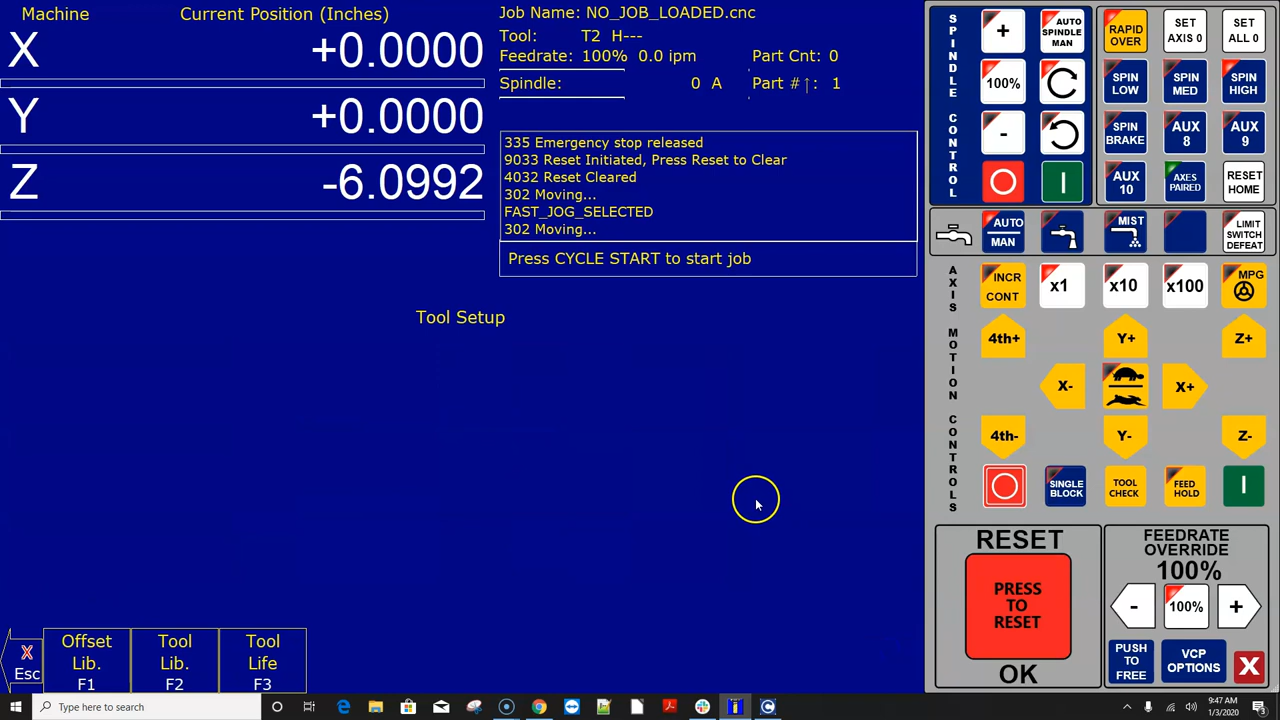 Machine
Current Position (Inches)
X +0.0000
Y +0.0000
Z -6.0992
Job Name: NO_JOB_LOADED.cnc
Tool: T2 H---
Feedrate: 100% 0.0 ipm Part Cnt: 0
Spindle: 0 A Part #↑: 1
335 Emergency stop released
9033 Reset Initiated, Press Reset to Clear
4032 Reset Cleared
302 Moving...
FAST_JOG_SELECTED
302 Moving...
Press CYCLE START to start job
Tool Setup
X
Esc
Offset
Lib.
F1
Tool
Lib.
F2
Tool
Life
F3
SPINDLE CONTROL
+
AUTO
SPINDLE
MAN
100%
-
RAPID
OVER
SET
AXIS 0
SET
ALL 0
SPIN
LOW
SPIN
MED
SPIN
HIGH
SPIN
BRAKE
AUX
8
AUX
9
AUX
10
AXES
PAIRED
RESET
HOME
AUTO
MAN
MIST
LIMIT
SWITCH
DEFEAT
AXIS MOTION CONTROLS
INCR
CONT
x1
x10
x100
MPG
4th+
Y+
Z+
X-
X+
4th-
Y-
Z-
SINGLE
BLOCK
TOOL
CHECK
FEED
HOLD
RESET
PRESS
TO
RESET
OK
FEEDRATE
OVERRIDE
100%
-
100%
+
PUSH
TO
FREE
VCP
OPTIONS
X
Type here to search
9:47 AM
1/3/2020